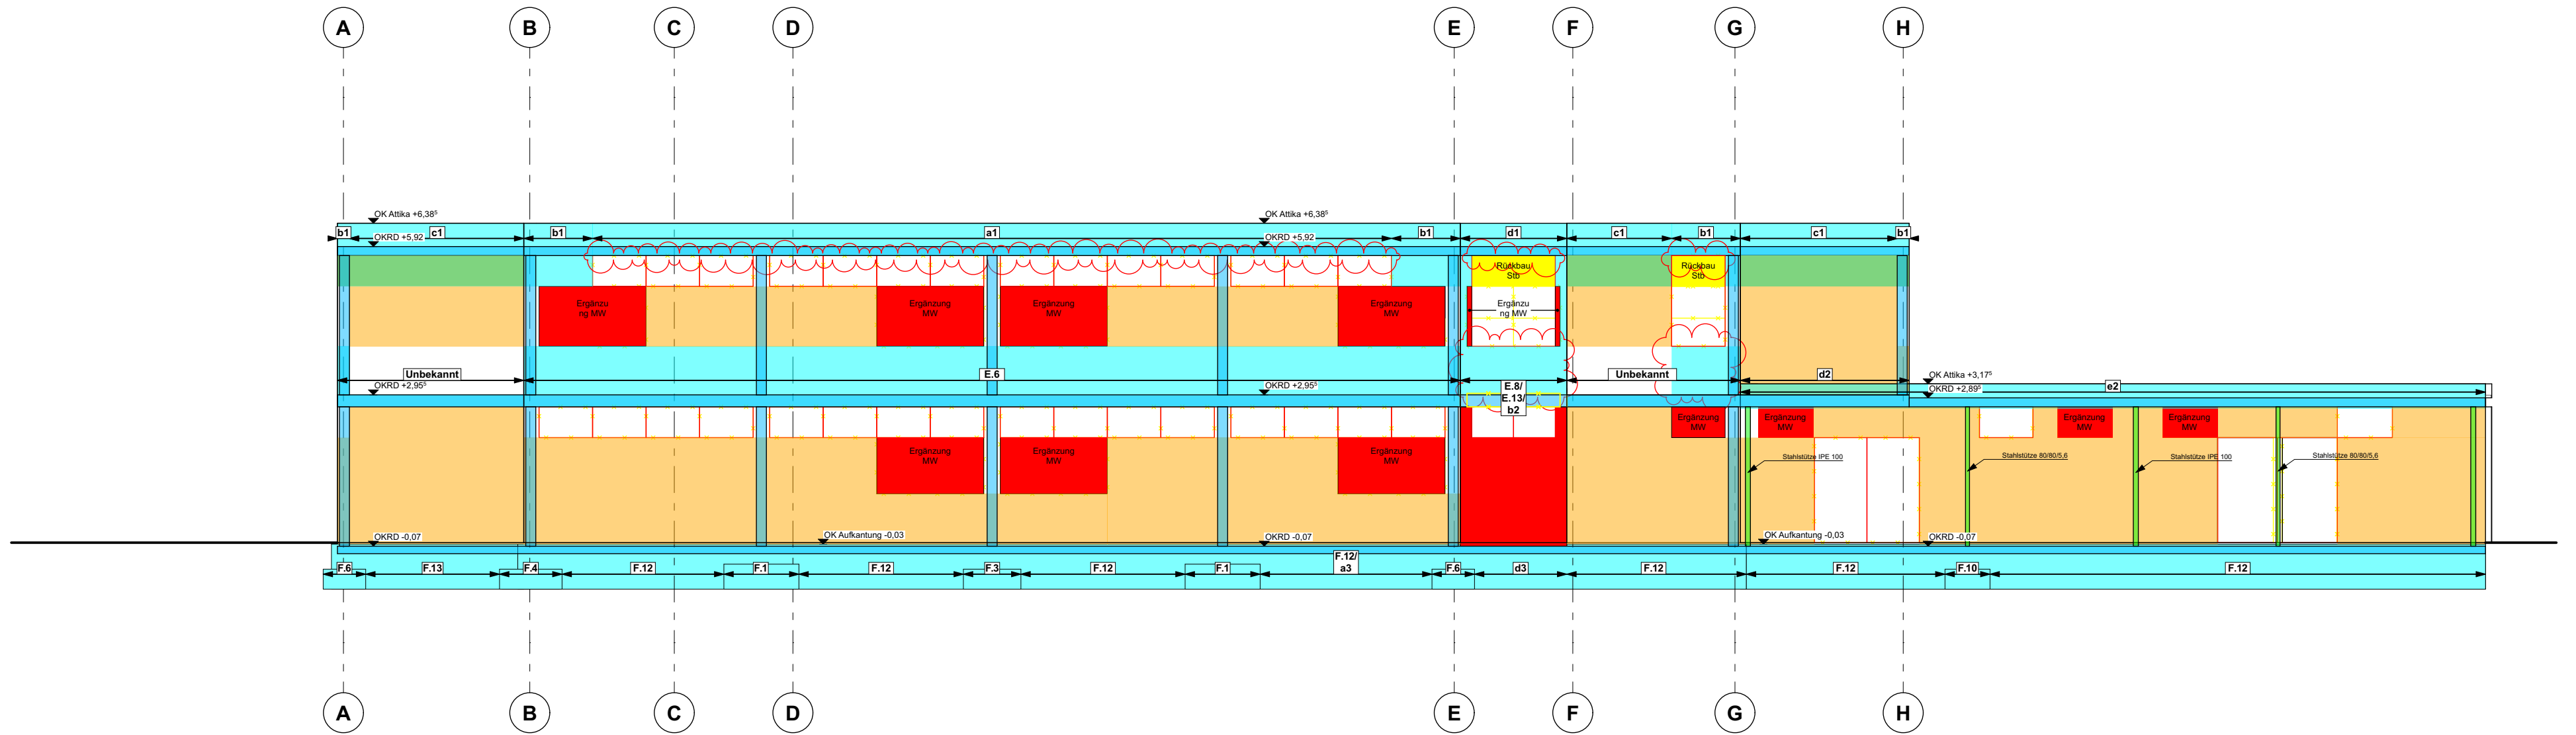 A B C D E F G H
OK Attika +6,38⁵ OK Attika +6,38⁵
b1 c1 b1 a1 b1 d1 c1 b1 c1 b1
OKRD +5,92 OKRD +5,92
Rückbau Rückbau
Stb Stb
Ergänzu Ergänzung Ergänzung Ergänzung Ergänzu
ng MW MW MW MW ng MW
Unbekannt E.6 Unbekannt d2 OK Attika +3,17⁵
OKRD +2,95⁵ OKRD +2,95⁵ E.8/ OKRD +2,89⁵ e2
E.13/
b2
Ergänzung Ergänzung Ergänzung Ergänzung
MW MW MW MW
Ergänzung Ergänzung Ergänzung
MW MW MW
Stahlstütze IPE 100 Stahlstütze 80/80/5,6 Stahlstütze IPE 100 Stahlstütze 80/80/5,6
OKRD -0,07 OK Aufkantung -0,03 OKRD -0,07 OK Aufkantung -0,03 OKRD -0,07
F.6 F.13 F.4 F.12 F.1 F.12 F.3 F.12 F.1 F.12/ F.6 d3 F.12 F.12 F.10 F.12
a3
A B C D E F G H